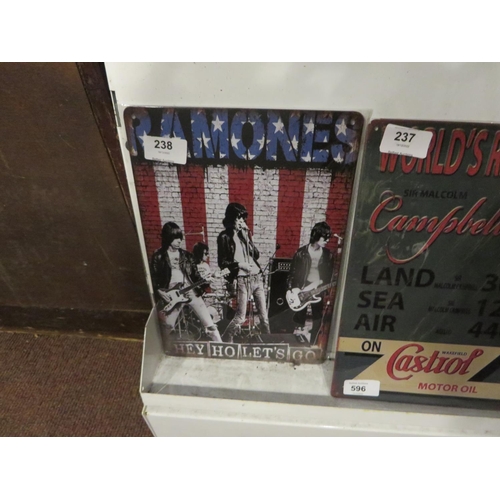 RAMONES
238
HEY HO LET'S GO
237
WORLD'S
SIR MALCOLM
Campbell
LAND
SEA
AIR
ON
Castrol
MOTOR OIL
596